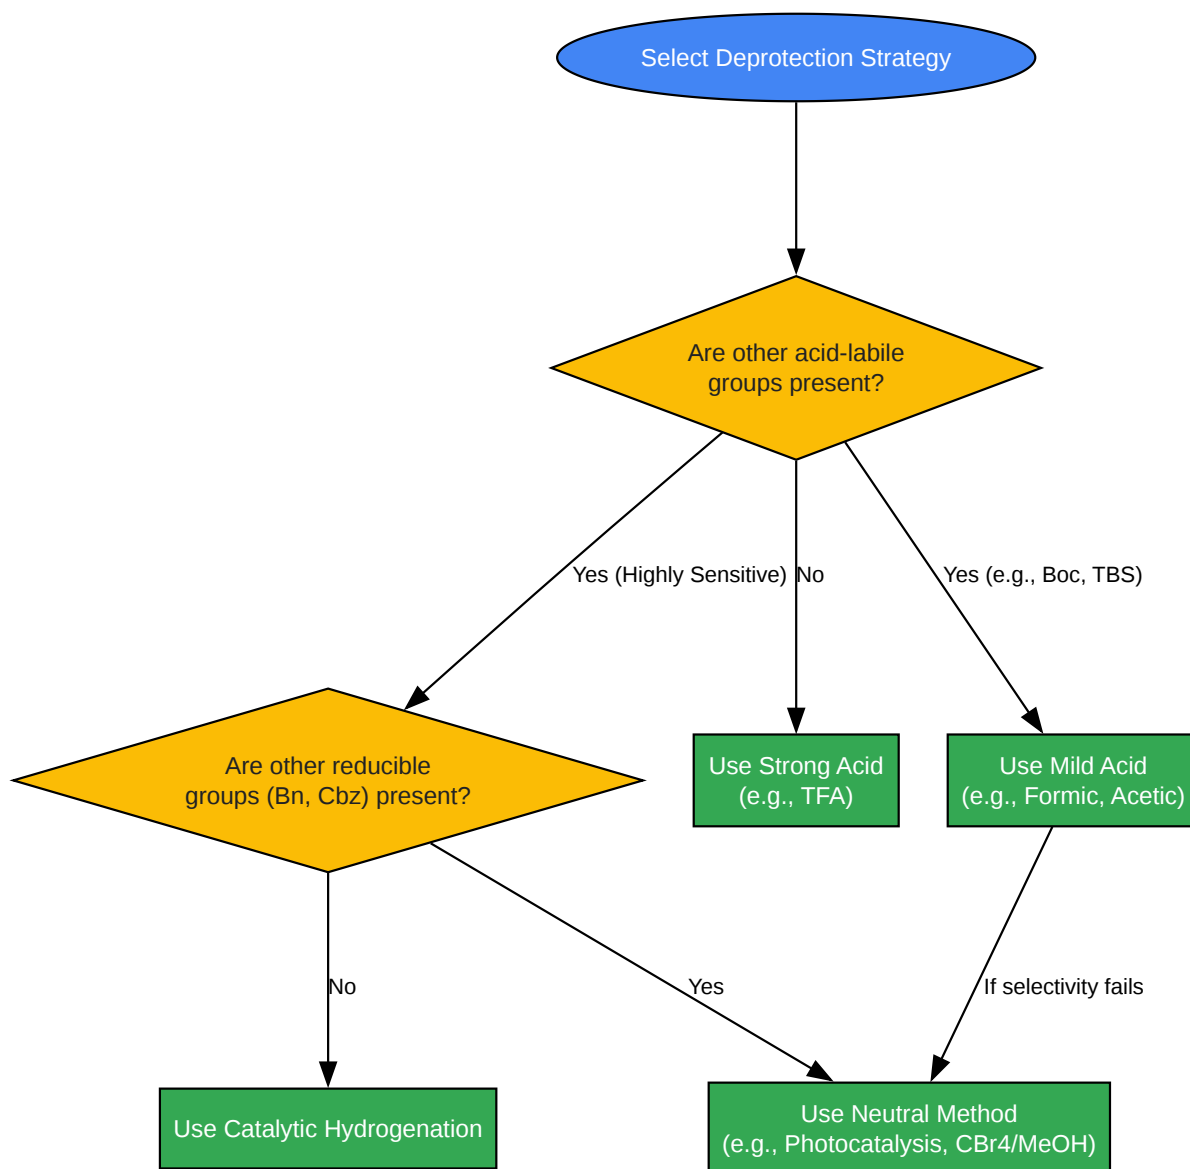 Select Deprotection Strategy
Are other acid-labile
groups present?
Yes (Highly Sensitive)
No
Yes (e.g., Boc, TBS)
Are other reducible
groups (Bn, Cbz) present?
Use Strong Acid
(e.g., TFA)
Use Mild Acid
(e.g., Formic, Acetic)
No
Yes
If selectivity fails
Use Catalytic Hydrogenation
Use Neutral Method
(e.g., Photocatalysis, CBr4/MeOH)